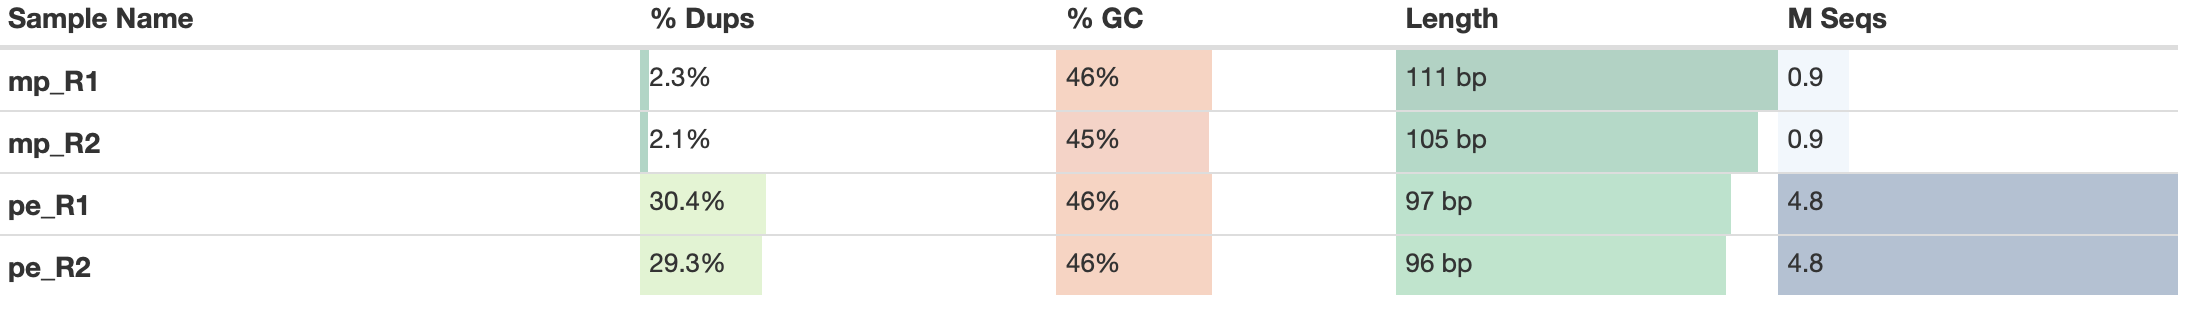 Sample Name % Dups % GC Length M Seqs
mp_R1 2.3% 46% 111 bp 0.9
mp_R2 2.1% 45% 105 bp 0.9
pe_R1 30.4% 46% 97 bp 4.8
pe_R2 29.3% 46% 96 bp 4.8